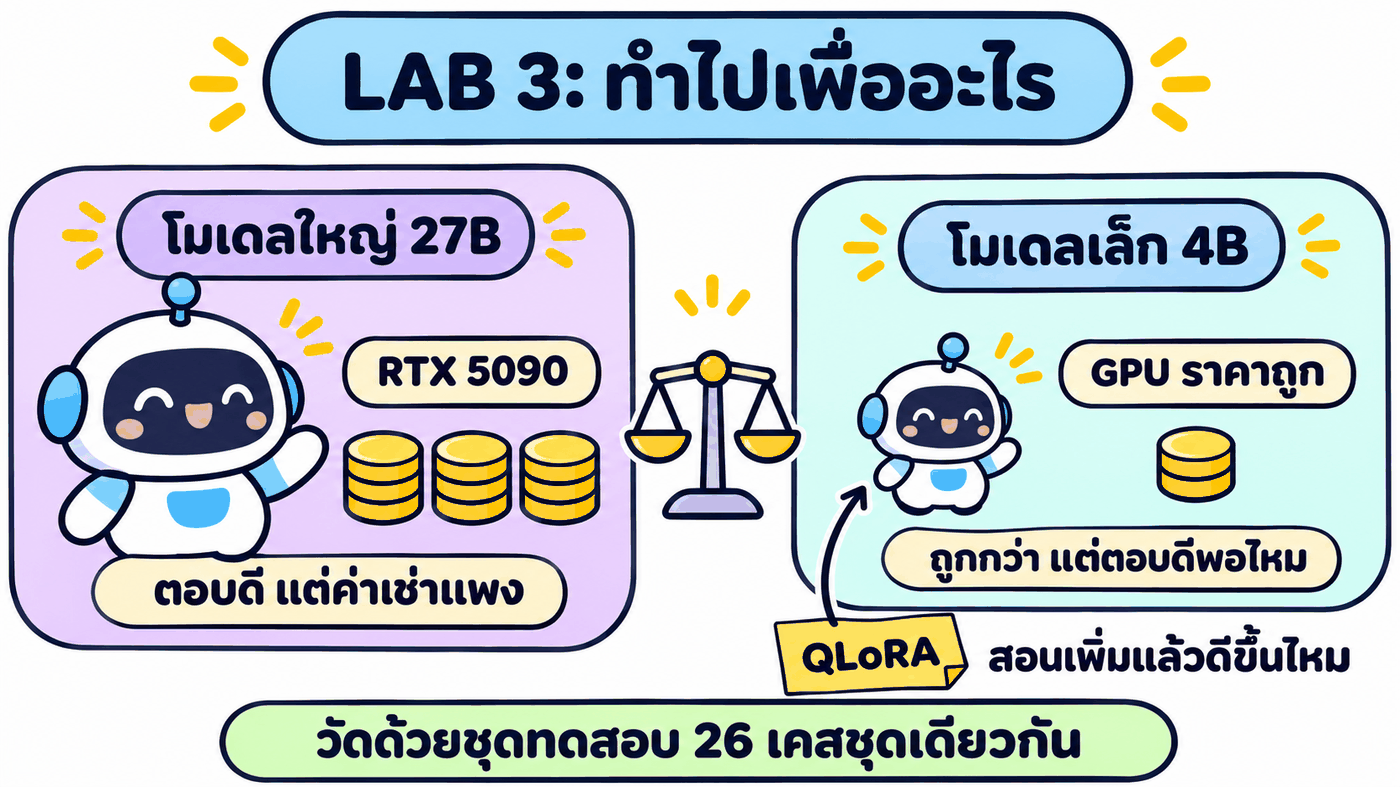 LAB 3: ทำไปเพื่ออะไร
โมเดลใหญ่ 27B
RTX 5090
ตอบดี แต่ค่าเช่าแพง
โมเดลเล็ก 4B
GPU ราคาถูก
ถูกกว่า แต่ตอบดีพอไหม
QLoRA
สอนเพิ่มแล้วดีขึ้นไหม
วัดด้วยชุดทดสอบ 26 เคสชุดเดียวกัน